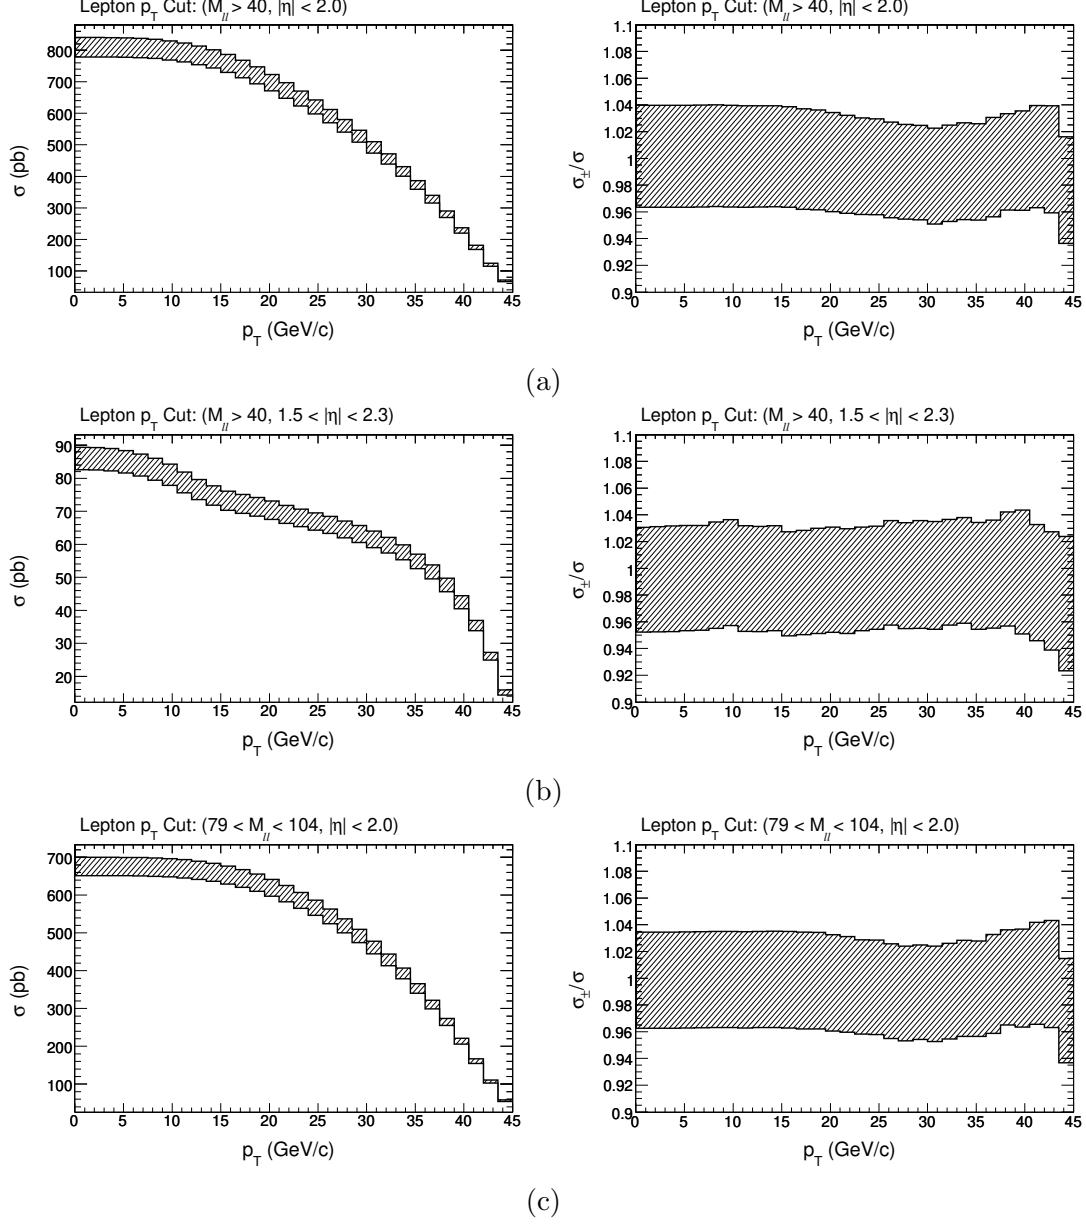 Lepton p_T Cut: (M_ll > 40, |η| < 2.0)
σ (pb)
800
700
600
500
400
300
200
100
0 5 10 15 20 25 30 35 40 45
p_T (GeV/c)
Lepton p_T Cut: (M_ll > 40, |η| < 2.0)
σ_±/σ
1.1
1.08
1.06
1.04
1.02
1
0.98
0.96
0.94
0.92
0.9
0 5 10 15 20 25 30 35 40 45
p_T (GeV/c)
(a)
Lepton p_T Cut: (M_ll > 40, 1.5 < |η| < 2.3)
σ (pb)
90
80
70
60
50
40
30
20
0 5 10 15 20 25 30 35 40 45
p_T (GeV/c)
Lepton p_T Cut: (M_ll > 40, 1.5 < |η| < 2.3)
σ_±/σ
1.1
1.08
1.06
1.04
1.02
1
0.98
0.96
0.94
0.92
0.9
0 5 10 15 20 25 30 35 40 45
p_T (GeV/c)
(b)
Lepton p_T Cut: (79 < M_ll < 104, |η| < 2.0)
σ (pb)
700
600
500
400
300
200
100
0 5 10 15 20 25 30 35 40 45
p_T (GeV/c)
Lepton p_T Cut: (79 < M_ll < 104, |η| < 2.0)
σ_±/σ
1.1
1.08
1.06
1.04
1.02
1
0.98
0.96
0.94
0.92
0.9
0 5 10 15 20 25 30 35 40 45
p_T (GeV/c)
(c)